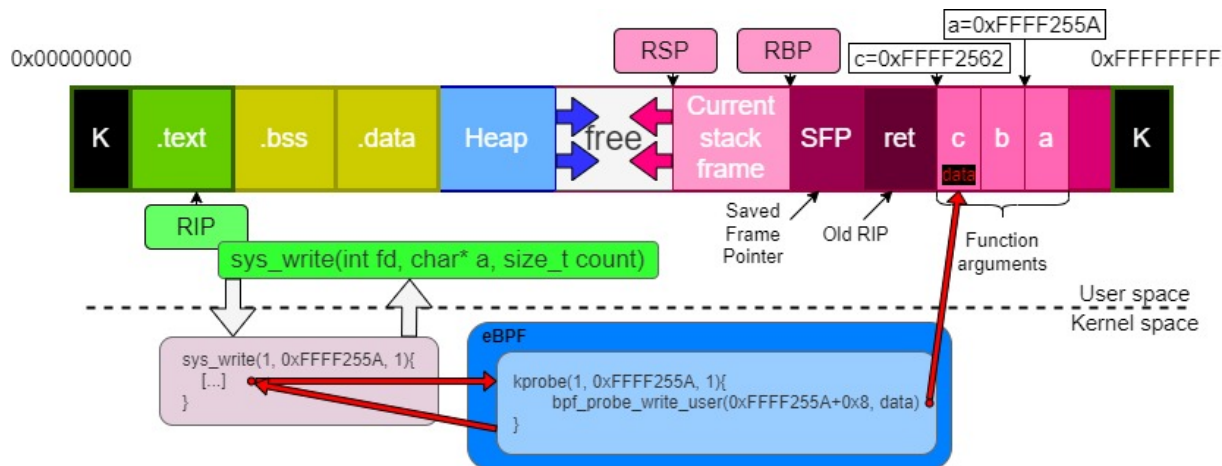 a=0xFFFF255A
RSP
RBP
0x00000000
c=0xFFFF2562
0xFFFFFFFF
K
.text
.bss
.data
Heap
free
Current
stack
frame
SFP
ret
c
data
b
a
K
RIP
Saved
Frame
Pointer
Old RIP
Function
arguments
sys_write(int fd, char* a, size_t count)
User space
Kernel space
eBPF
sys_write(1, 0xFFFF255A, 1){
[...]
}
kprobe(1, 0xFFFF255A, 1){
bpf_probe_write_user(0xFFFF255A+0x8, data)
}